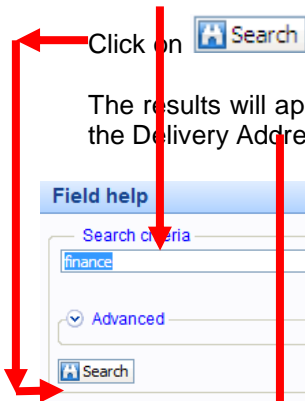 Click on Search
The results will ap
the Delivery Addre
Field help
Search criteria
finance
Advanced
Search